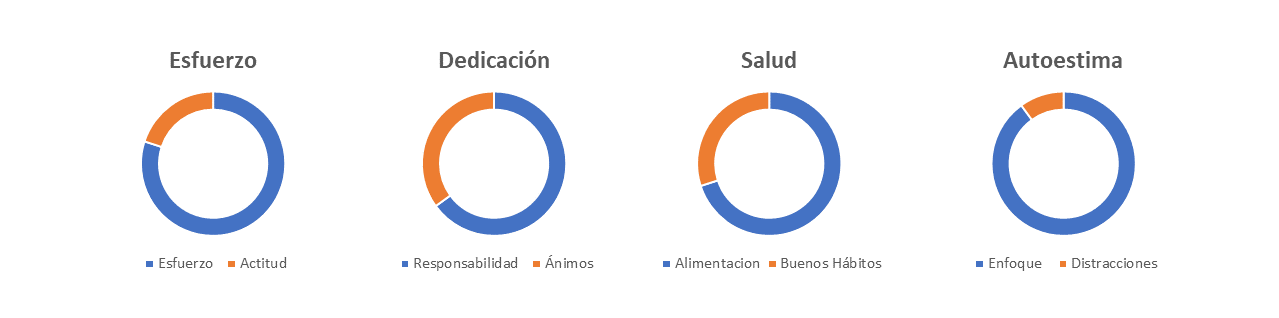 Esfuerzo
Dedicación
Salud
Autoestima
Esfuerzo Actitud
Responsabilidad Ánimos
Alimentacion Buenos Hábitos
Enfoque Distracciones